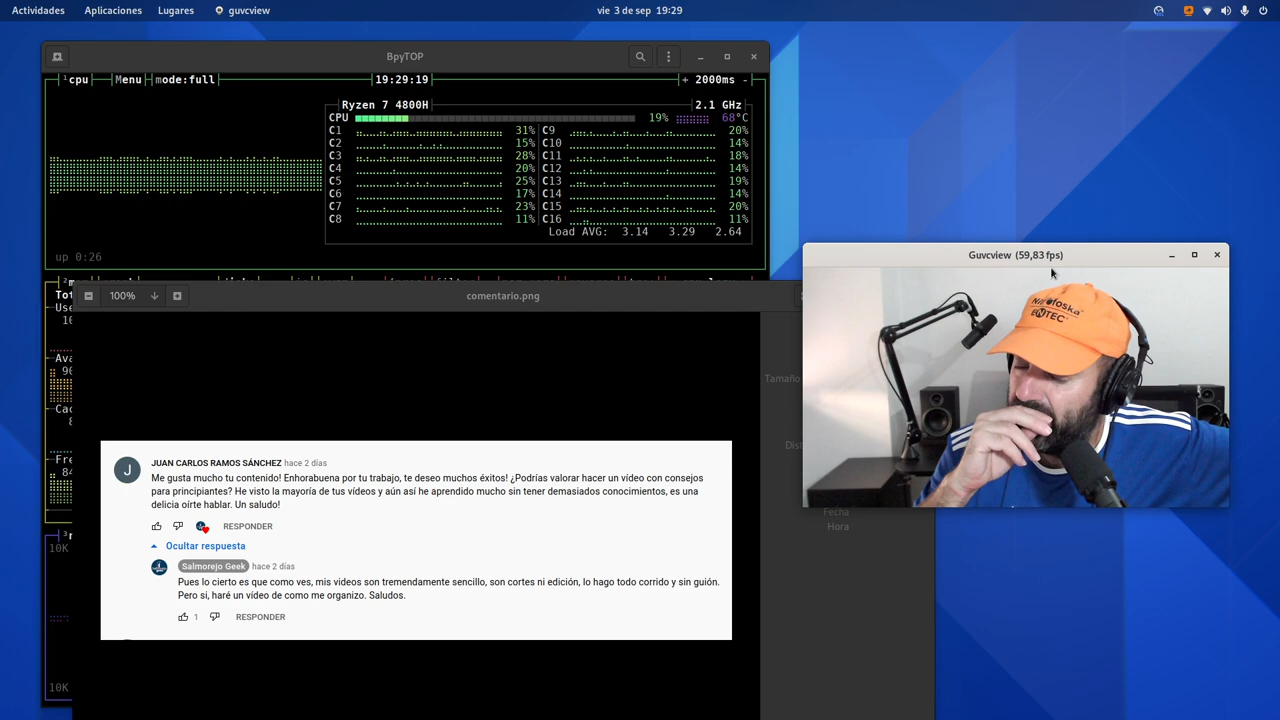 Actividades Aplicaciones Lugares guvcview vie 3 de sep 19:29
BpyTOP
¹cpu Menu mode:full 19:29:19 + 2000ms -
Ryzen 7 4800H 2.1 GHz
CPU 19% 68°C
C1 31% C9 20%
C2 15% C10 14%
C3 28% C11 18%
C4 20% C12 14%
C5 25% C13 19%
C6 17% C14 14%
C7 23% C15 20%
C8 11% C16 11%
Load AVG: 3.14 3.29 2.64
up 0:26
100% comentario.png
Guvcview (59,83 fps)
Nitrofoska
ENTEC
Tamaño
Fecha
Hora
10K
10K
JUAN CARLOS RAMOS SÁNCHEZ hace 2 días
J
Me gusta mucho tu contenido! Enhorabuena por tu trabajo, te deseo muchos éxitos! ¿Podrías valorar hacer un vídeo con consejos
para principiantes? He visto la mayoría de tus vídeos y aún así he aprendido mucho sin tener demasiados conocimientos, es una
delicia oírte hablar. Un saludo!
RESPONDER
Ocultar respuesta
Salmorejo Geek hace 2 días
Pues lo cierto es que como ves, mis videos son tremendamente sencillo, son cortes ni edición, lo hago todo corrido y sin guión.
Pero si, haré un vídeo de como me organizo. Saludos.
1 RESPONDER